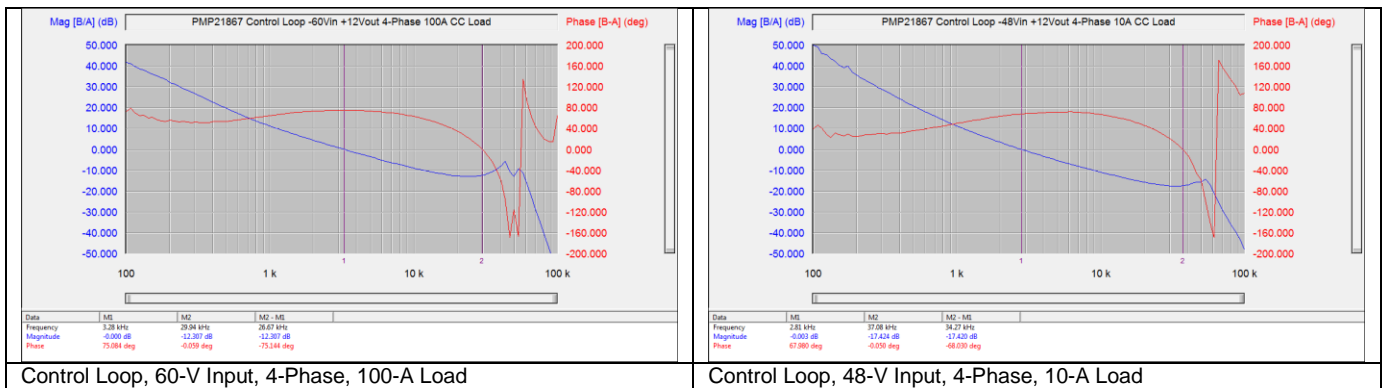 Mag [B/A] (dB)
PMP21867 Control Loop -60Vin +12Vout 4-Phase 100A CC Load
Phase [B-A] (deg)
50.000
40.000
30.000
20.000
10.000
0.000
-10.000
-20.000
-30.000
-40.000
-50.000
200.000
160.000
120.000
80.000
40.000
0.000
-40.000
-80.000
-120.000
-160.000
-200.000
1
2
100
1 k
10 k
100 k
Data M1 M2 M2 - M1
Frequency 3.28 kHz 29.94 kHz 26.67 kHz
Magnitude -0.000 dB -12.307 dB -12.307 dB
Phase 75.084 deg -0.059 deg -75.144 deg
Control Loop, 60-V Input, 4-Phase, 100-A Load
Mag [B/A] (dB)
PMP21867 Control Loop -48Vin +12Vout 4-Phase 10A CC Load
Phase [B-A] (deg)
50.000
40.000
30.000
20.000
10.000
0.000
-10.000
-20.000
-30.000
-40.000
-50.000
200.000
160.000
120.000
80.000
40.000
0.000
-40.000
-80.000
-120.000
-160.000
-200.000
1
2
100
1 k
10 k
100 k
Data M1 M2 M2 - M1
Frequency 2.81 kHz 37.08 kHz 34.27 kHz
Magnitude -0.003 dB -17.424 dB -17.420 dB
Phase 67.980 deg -0.050 deg -68.030 deg
Control Loop, 48-V Input, 4-Phase, 10-A Load